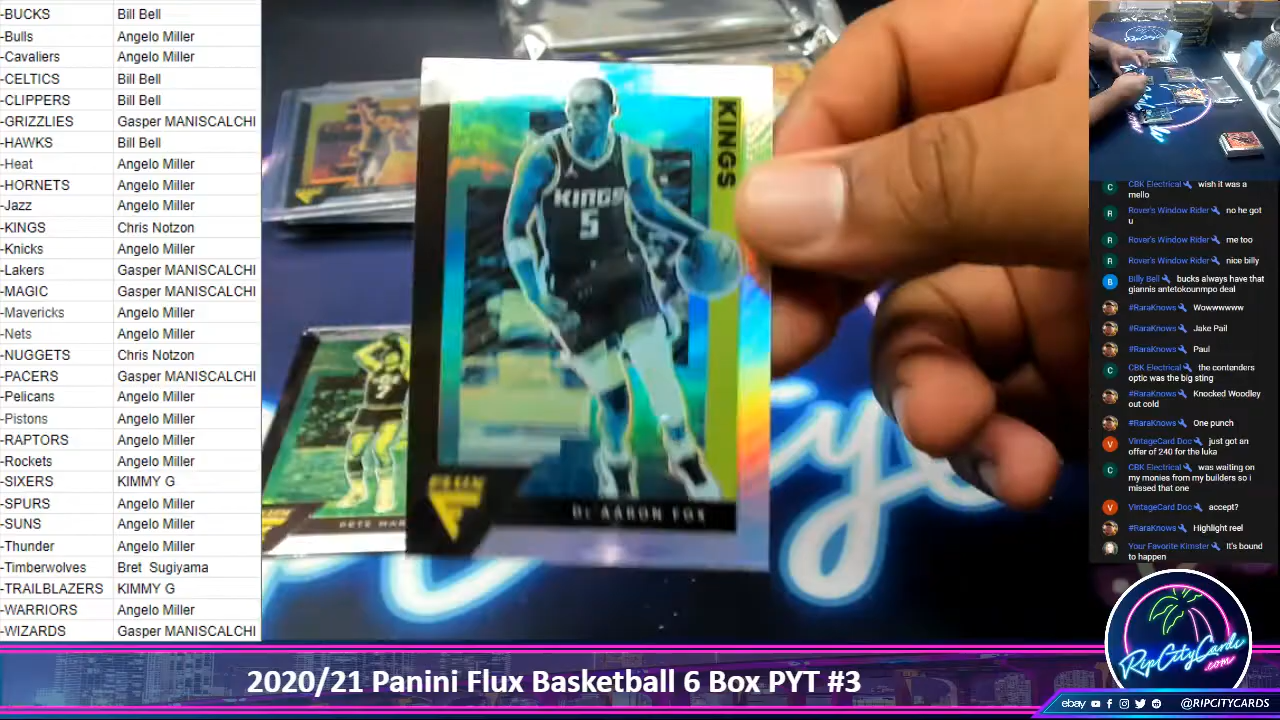 -BUCKS Bill Bell
-Bulls Angelo Miller
-Cavaliers Angelo Miller
-CELTICS Bill Bell
-CLIPPERS Bill Bell
-GRIZZLIES Gasper MANISCALCHI
-HAWKS Bill Bell
-Heat Angelo Miller
-HORNETS Angelo Miller
-Jazz Angelo Miller
-KINGS Chris Notzon
-Knicks Angelo Miller
-Lakers Gasper MANISCALCHI
-MAGIC Gasper MANISCALCHI
-Mavericks Angelo Miller
-Nets Angelo Miller
-NUGGETS Chris Notzon
-PACERS Gasper MANISCALCHI
-Pelicans Angelo Miller
-Pistons Angelo Miller
-RAPTORS Angelo Miller
-Rockets Angelo Miller
-SIXERS KIMMY G
-SPURS Angelo Miller
-SUNS Angelo Miller
-Thunder Angelo Miller
-Timberwolves Bret Sugiyama
-TRAILBLAZERS KIMMY G
-WARRIORS Angelo Miller
-WIZARDS Gasper MANISCALCHI
KINGS
KINGS
5
DE AARON FOX
PETE MAR
CBK Electrical wish it was a
mello
Rover's Window Rider no he got
u
Rover's Window Rider me too
Rover's Window Rider nice billy
Billy Bell bucks always have that
giannis antetokounmpo deal
#RaraKnows Wowwwwww
#RaraKnows Jake Pail
#RaraKnows Paul
CBK Electrical the contenders
optic was the big sting
#RaraKnows Knocked Woodley
out cold
#RaraKnows One punch
VintageCard Doc just got an
offer of 240 for the luka
CBK Electrical was waiting on
my monies from my builders so i
missed that one
VintageCard Doc accept?
#RaraKnows Highlight reel
Your Favorite Kimster It's bound
to happen
RipCityCards
.com
2020/21 Panini Flux Basketball 6 Box PYT #3
ebay @RIPCITYCARDS